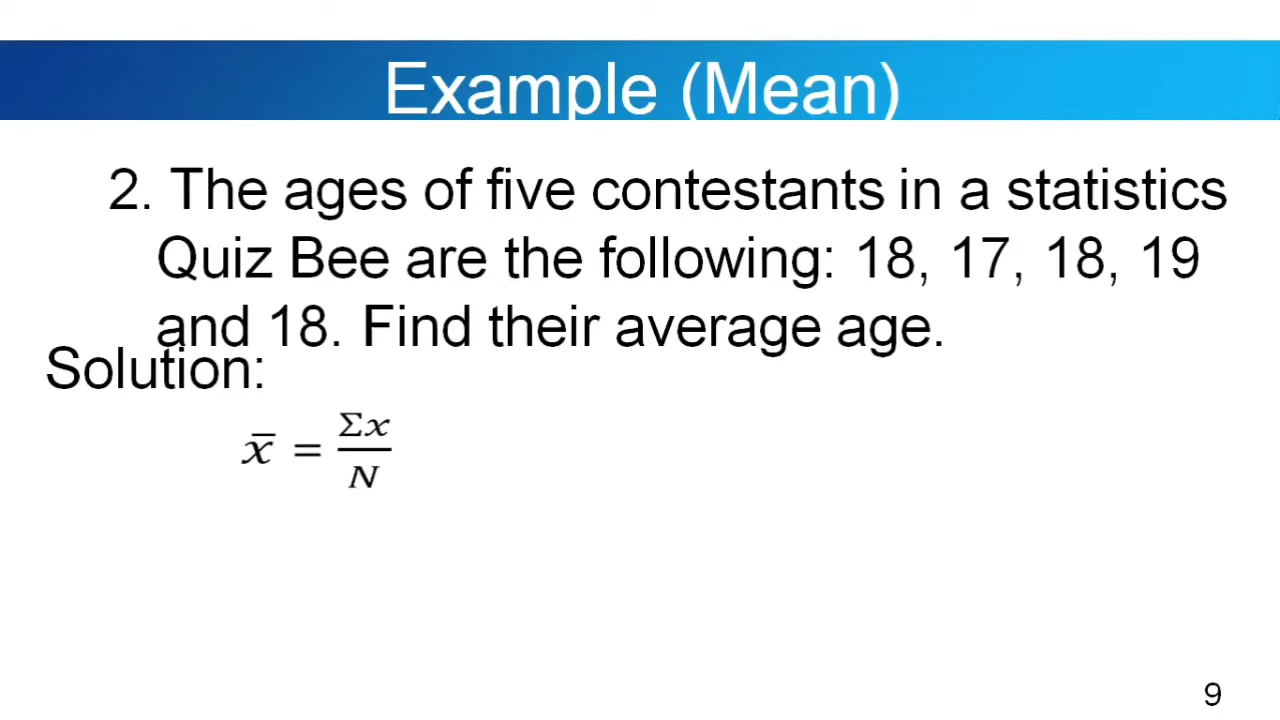 Example (Mean)
2. The ages of five contestants in a statistics
Quiz Bee are the following: 18, 17, 18, 19
and 18. Find their average age.
Solution:
x̄ = Σx / N
9